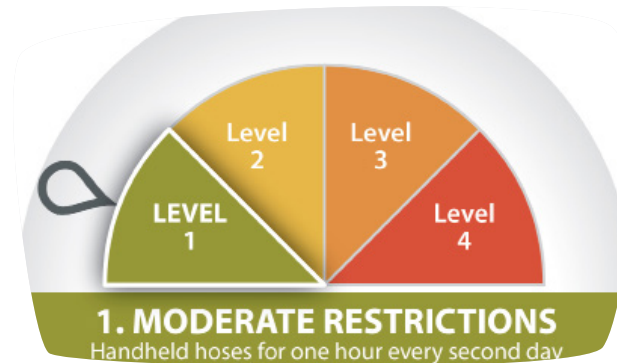 Level
2
Level
3
LEVEL
1
Level
4
1. MODERATE RESTRICTIONS
Handheld hoses for one hour every second day